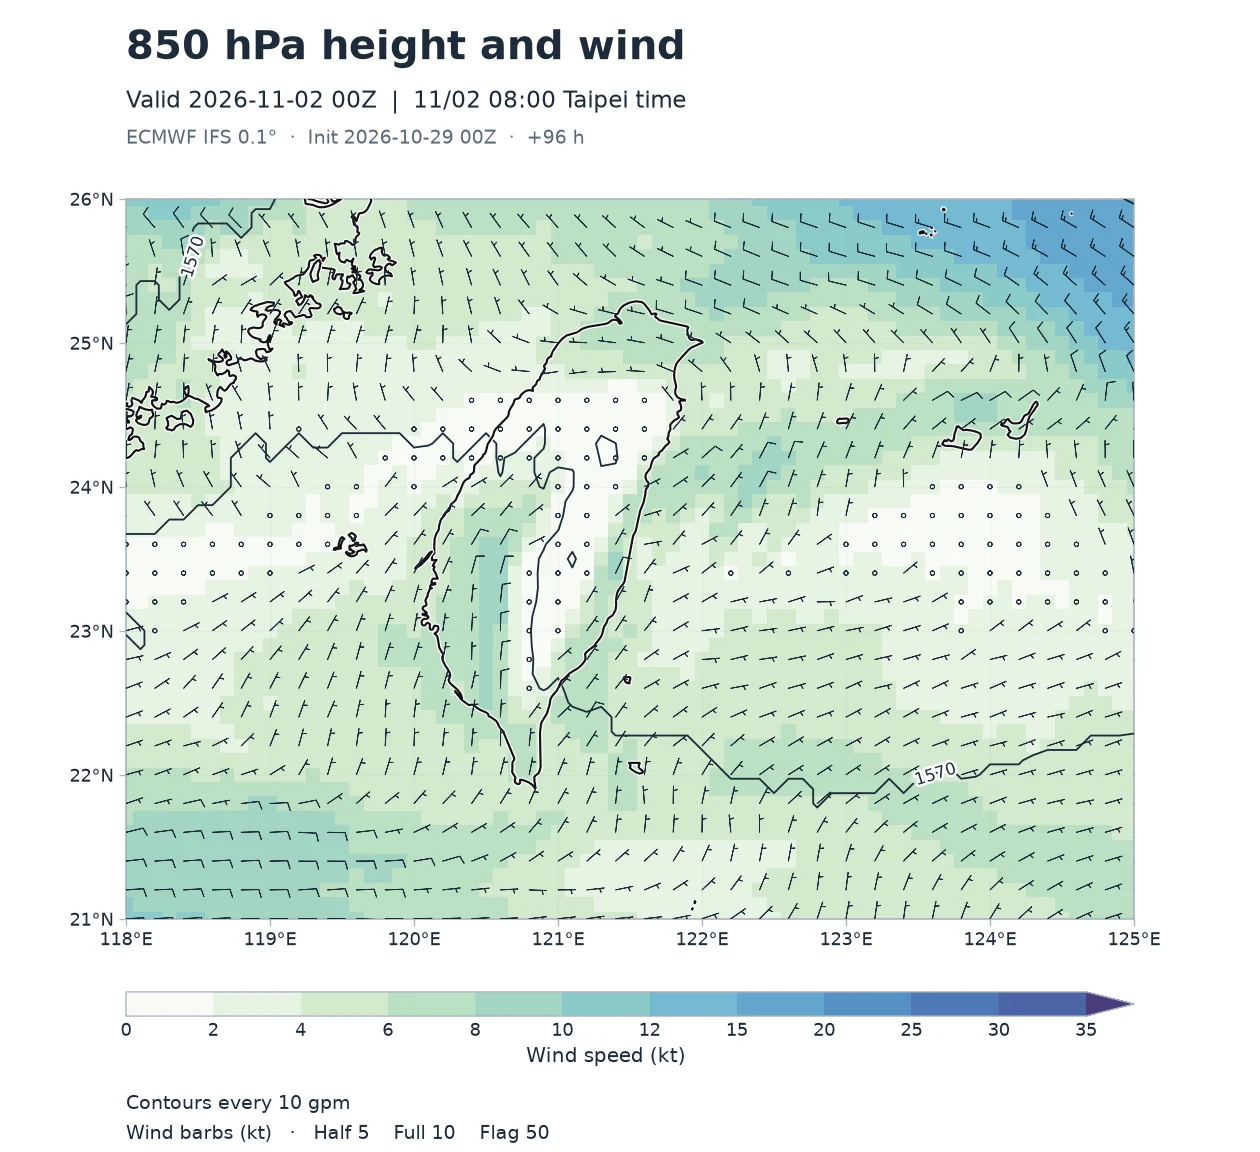 850 hPa height and wind
Valid 2026-11-02 00Z | 11/02 08:00 Taipei time
ECMWF IFS 0.1° · Init 2026-10-29 00Z · +96 h
26°N
1570
25°N
24°N
23°N
22°N
1570
21°N
118°E 119°E 120°E 121°E 122°E 123°E 124°E 125°E
0 2 4 6 8 10 12 15 20 25 30 35
Wind speed (kt)
Contours every 10 gpm
Wind barbs (kt) · Half 5 Full 10 Flag 50